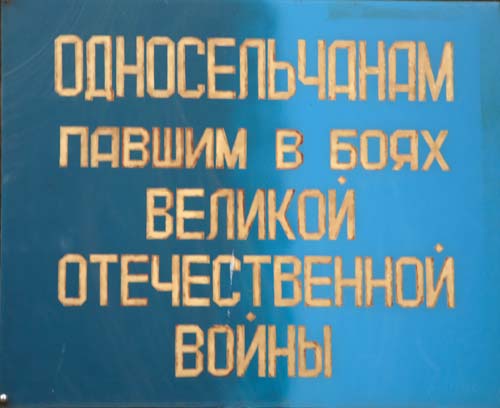 ОДНОСЕЛЬЧАНАМ
ПАВШИМ В БОЯХ
ВЕЛИКОЙ
ОТЕЧЕСТВЕННОЙ
ВОЙНЫ